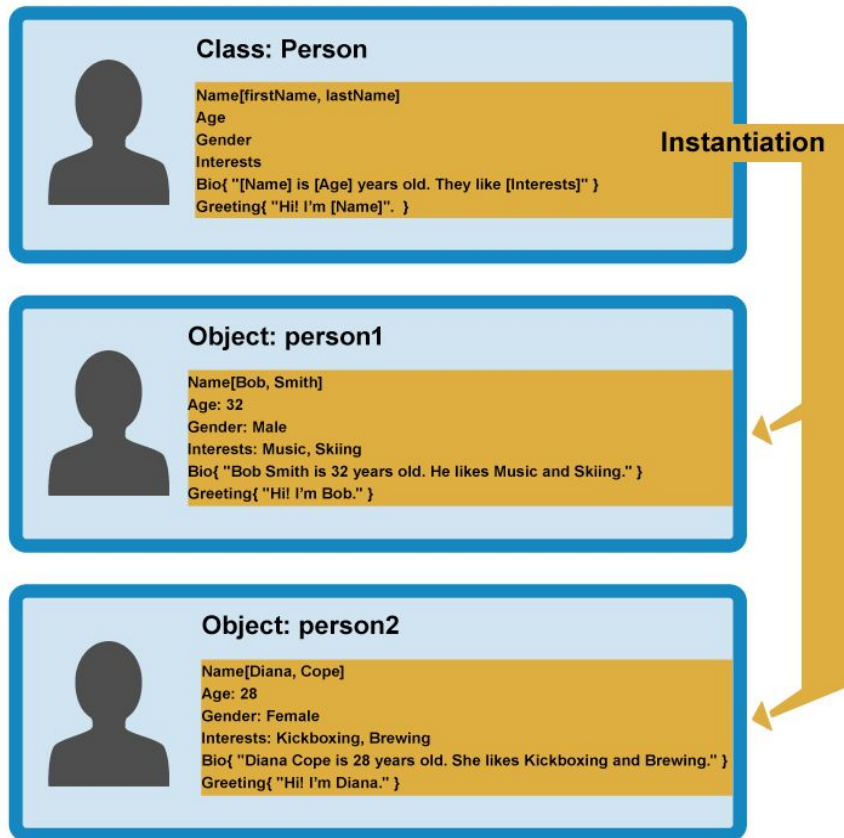 Class: Person
Name[firstName, lastName]
Age
Gender
Interests
Bio{ "[Name] is [Age] years old. They like [Interests]" }
Greeting{ "Hi! I'm [Name]".  }
Instantiation
Object: person1
Name[Bob, Smith]
Age: 32
Gender: Male
Interests: Music, Skiing
Bio{ "Bob Smith is 32 years old. He likes Music and Skiing." }
Greeting{ "Hi! I'm Bob." }
Object: person2
Name[Diana, Cope]
Age: 28
Gender: Female
Interests: Kickboxing, Brewing
Bio{ "Diana Cope is 28 years old. She likes Kickboxing and Brewing." }
Greeting{ "Hi! I'm Diana." }